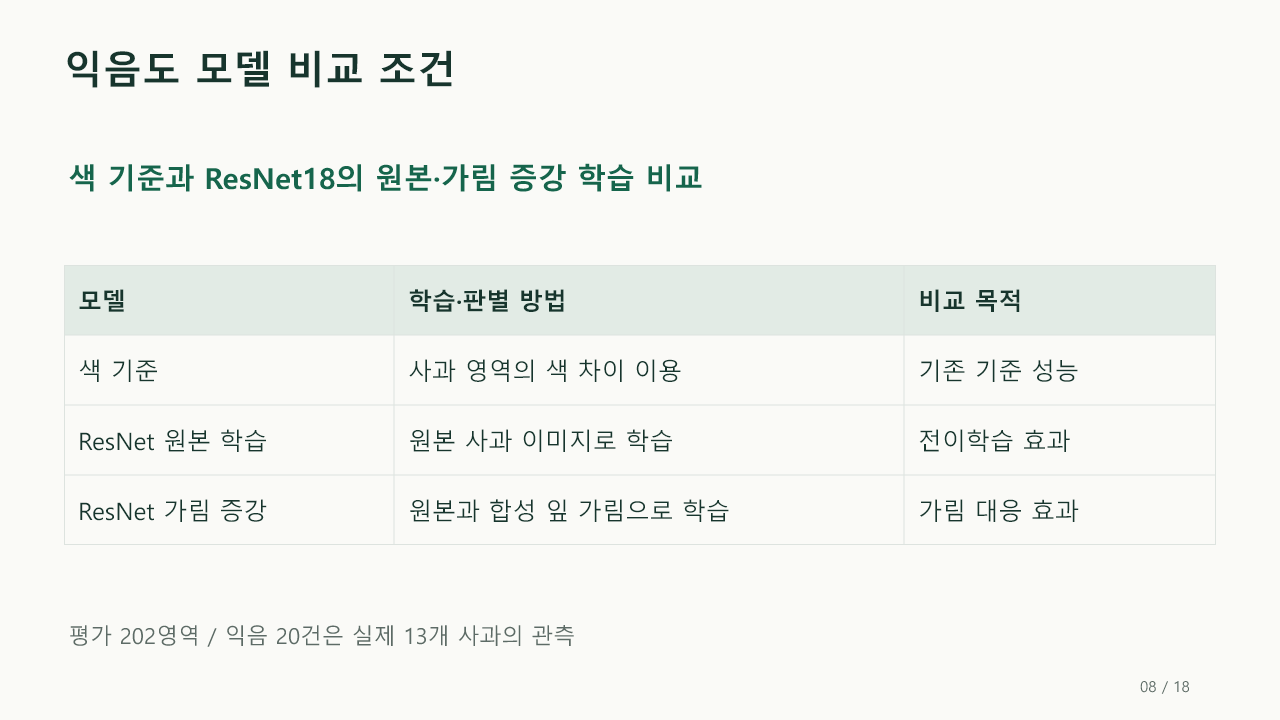 익음도 모델 비교 조건
색 기준과 ResNet18의 원본·가림 증강 학습 비교
모델 학습·판별 방법 비교 목적
색 기준 사과 영역의 색 차이 이용 기존 기준 성능
ResNet 원본 학습 원본 사과 이미지로 학습 전이학습 효과
ResNet 가림 증강 원본과 합성 잎 가림으로 학습 가림 대응 효과
평가 202영역 / 익음 20건은 실제 13개 사과의 관측
08 / 18